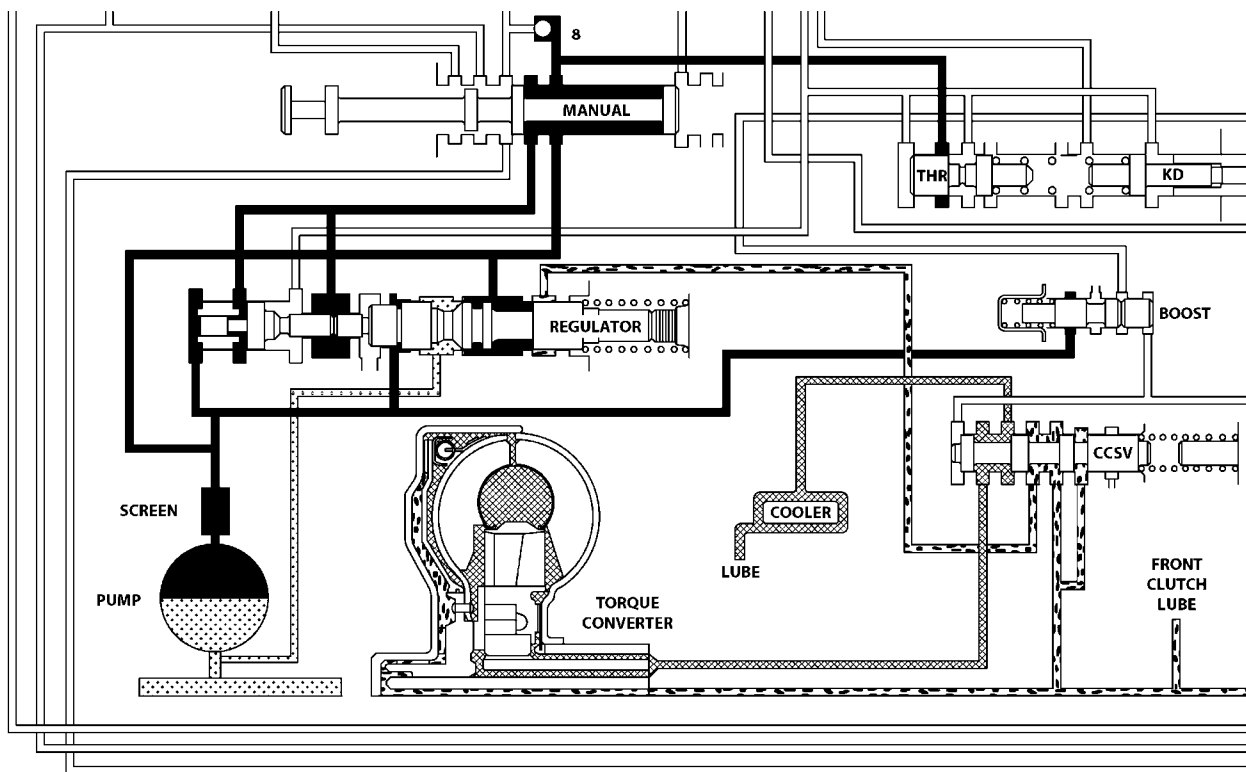 8
MANUAL
THR
KD
REGULATOR
BOOST
CCSV
SCREEN
COOLER
LUBE
PUMP
TORQUE
CONVERTER
FRONT
CLUTCH
LUBE